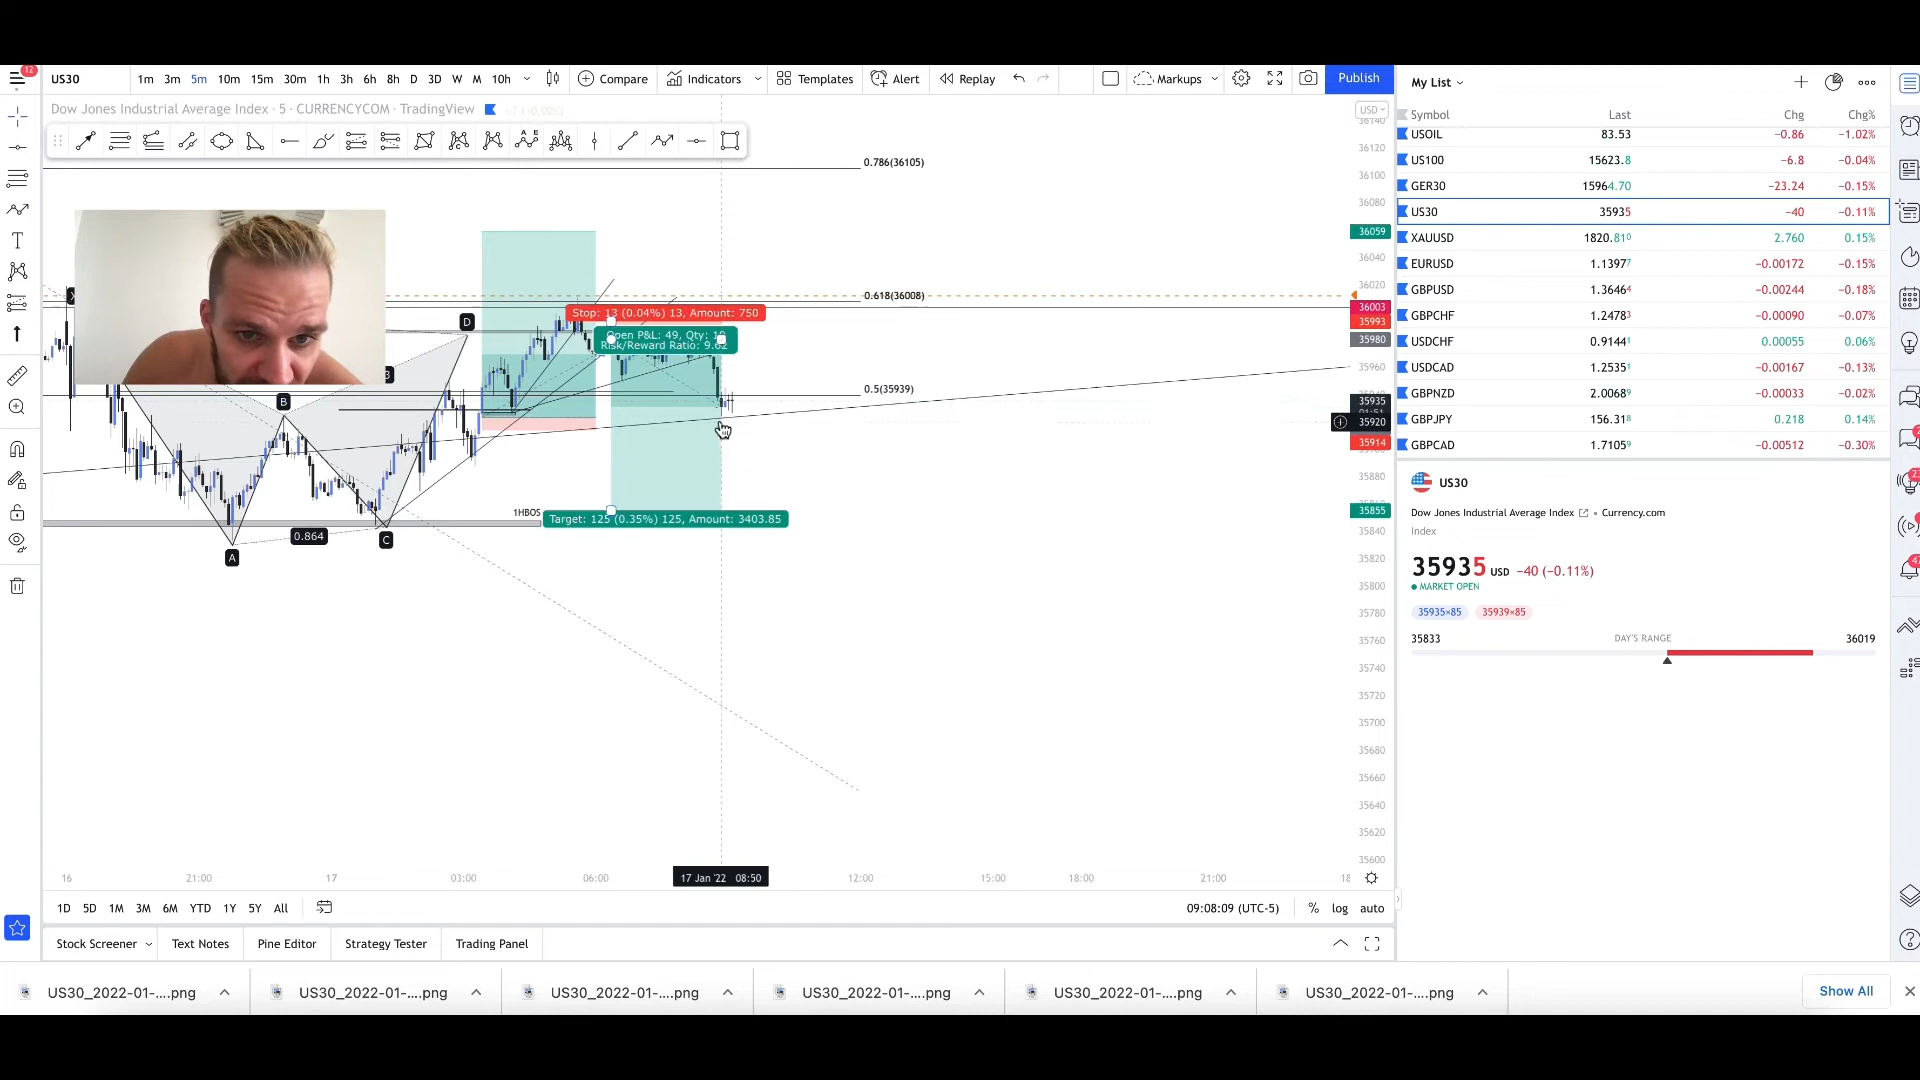 12
US30
1m 3m 5m 10m 15m 30m 1h 3h 6h 8h D 3D W M 10h
Compare
Indicators
Templates
Alert
Replay
Markups
Publish
Dow Jones Industrial Average Index · 5 · CURRENCYCOM · TradingView
USD
36140
36120
36100
36080
36059
36040
36020
36003
35993
35980
35960
35935
01:51
35920
35914
35880
35855
35840
35820
35800
35780
35760
35740
35720
35700
35680
35660
35640
35620
35600
0.786(36105)
0.618(36008)
Stop: 13 (0.04%) 13, Amount: 750
Open P&L: 49, Qty:
Risk/Reward Ratio: 9.62
0.5(35939)
D
B
1HBOS
Target: 125 (0.35%) 125, Amount: 3403.85
0.864
A
C
16 21:00 17 03:00 06:00 17 Jan '22 08:50 12:00 15:00 18:00 21:00 18
1D 5D 1M 3M 6M YTD 1Y 5Y All
09:08:09 (UTC-5) % log auto
Stock Screener Text Notes Pine Editor Strategy Tester Trading Panel
My List
Symbol Last Chg Chg%
USOIL 83.53 −0.86 −1.02%
US100 15623.8 −6.8 −0.04%
GER30 15964.70 −23.24 −0.15%
US30 35935 −40 −0.11%
XAUUSD 1820.810 2.760 0.15%
EURUSD 1.13977 −0.00172 −0.15%
GBPUSD 1.36464 −0.00244 −0.18%
GBPCHF 1.24783 −0.00090 −0.07%
USDCHF 0.91441 0.00055 0.06%
USDCAD 1.25351 −0.00167 −0.13%
GBPNZD 2.00689 −0.00033 −0.02%
GBPJPY 156.318 0.218 0.14%
GBPCAD 1.71059 −0.00512 −0.30%
US30
Dow Jones Industrial Average Index • Currency.com
Index
35935 USD −40 (−0.11%)
MARKET OPEN
35935×85 35939×85
35833 DAY'S RANGE 36019
US30_2022-01-....png
US30_2022-01-....png
US30_2022-01-....png
US30_2022-01-....png
US30_2022-01-....png
US30_2022-01-....png
Show All